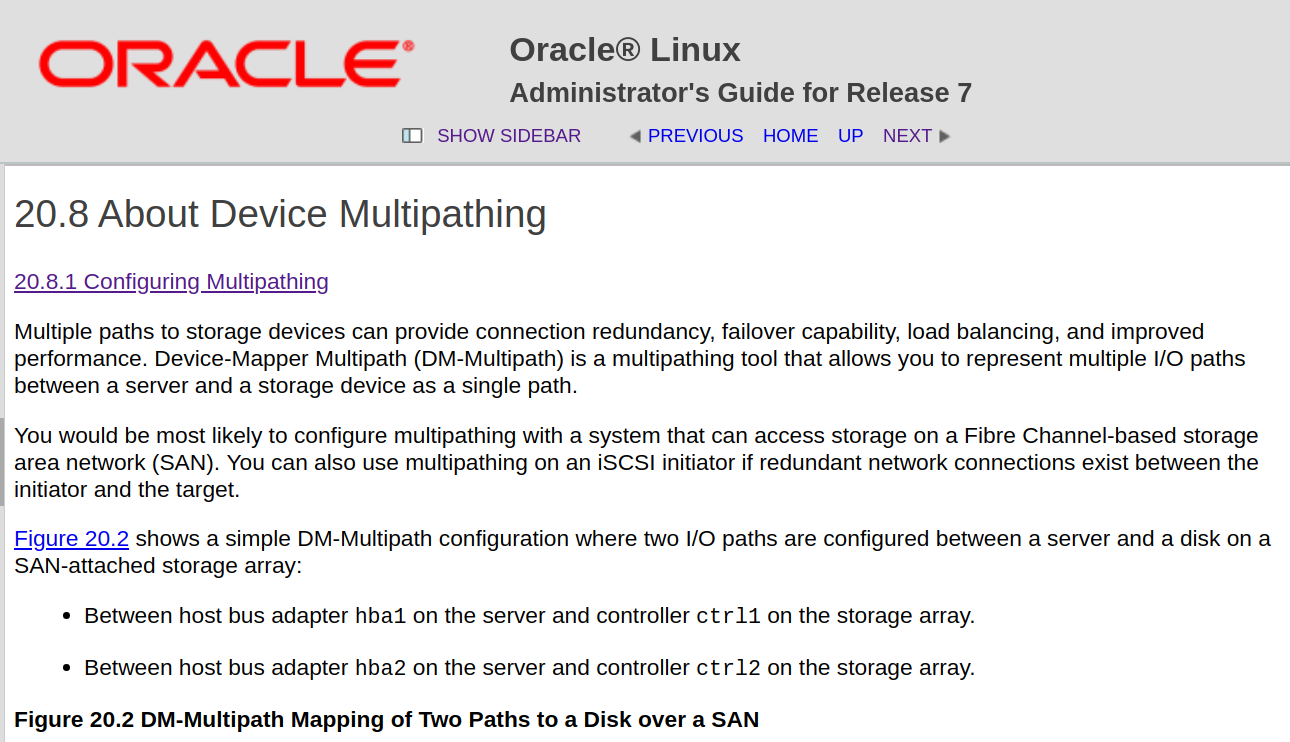 ORACLE®
Oracle® Linux
Administrator's Guide for Release 7
SHOW SIDEBAR PREVIOUS HOME UP NEXT
20.8 About Device Multipathing
20.8.1 Configuring Multipathing
Multiple paths to storage devices can provide connection redundancy, failover capability, load balancing, and improved
performance. Device-Mapper Multipath (DM-Multipath) is a multipathing tool that allows you to represent multiple I/O paths
between a server and a storage device as a single path.
You would be most likely to configure multipathing with a system that can access storage on a Fibre Channel-based storage
area network (SAN). You can also use multipathing on an iSCSI initiator if redundant network connections exist between the
initiator and the target.
Figure 20.2 shows a simple DM-Multipath configuration where two I/O paths are configured between a server and a disk on a
SAN-attached storage array:
• Between host bus adapter hba1 on the server and controller ctrl1 on the storage array.
• Between host bus adapter hba2 on the server and controller ctrl2 on the storage array.
Figure 20.2 DM-Multipath Mapping of Two Paths to a Disk over a SAN